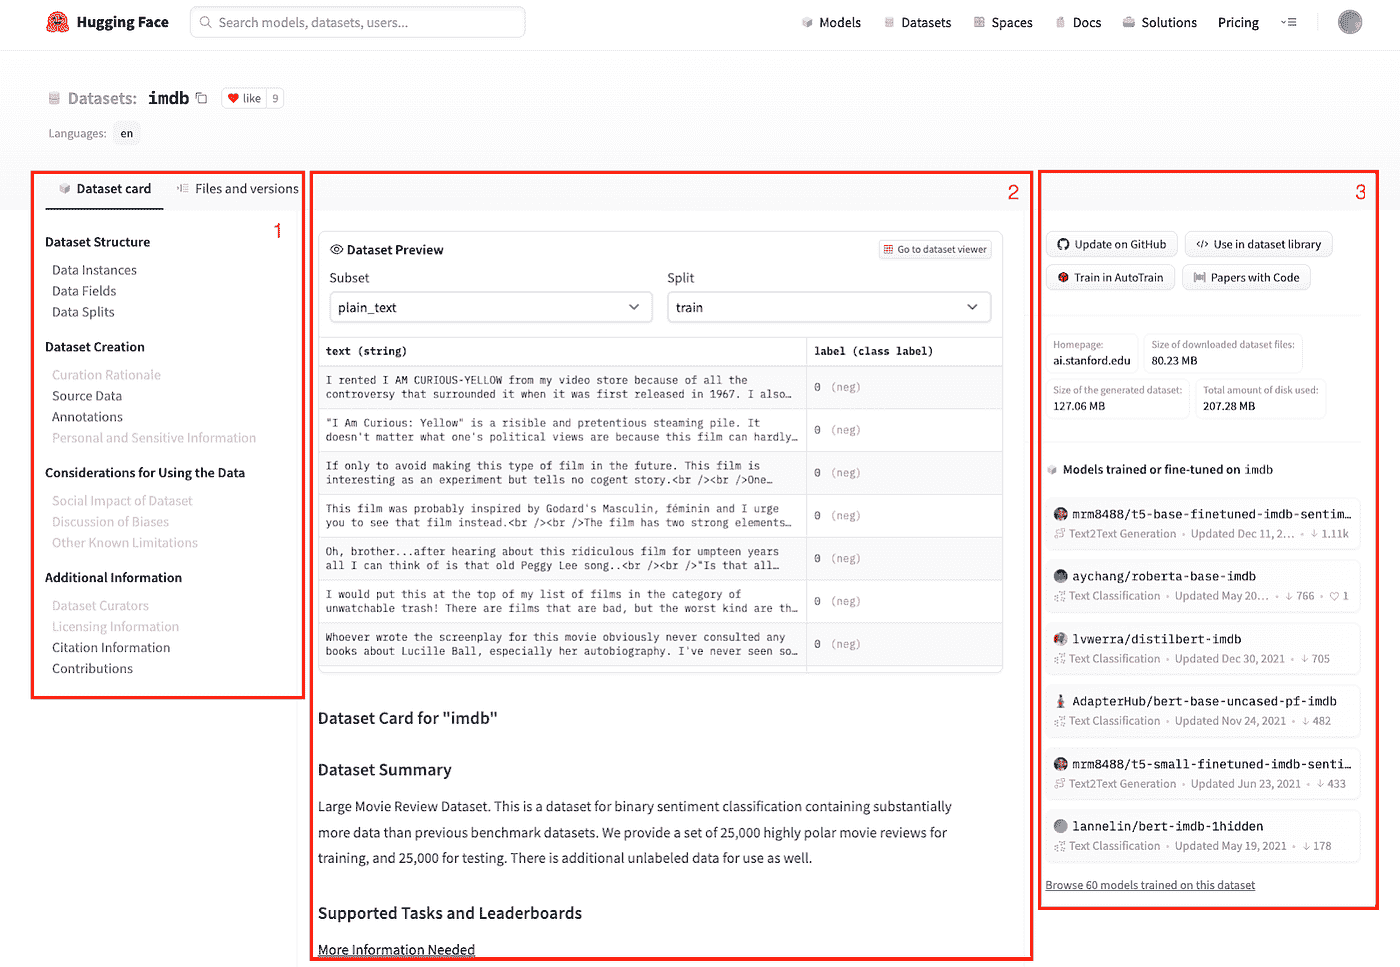 Hugging Face
Search models, datasets, users...
Models
Datasets
Spaces
Docs
Solutions
Pricing
Datasets: imdb
like 9
Languages: en
Dataset card
Files and versions
1
Dataset Structure
Data Instances
Data Fields
Data Splits
Dataset Creation
Curation Rationale
Source Data
Annotations
Personal and Sensitive Information
Considerations for Using the Data
Social Impact of Dataset
Discussion of Biases
Other Known Limitations
Additional Information
Dataset Curators
Licensing Information
Citation Information
Contributions
2
Dataset Preview
Go to dataset viewer
Subset
Split
plain_text
train
text (string)
label (class label)
I rented I AM CURIOUS-YELLOW from my video store because of all the
controversy that surrounded it when it was first released in 1967. I also…
0 (neg)
"I Am Curious: Yellow" is a risible and pretentious steaming pile. It
doesn't matter what one's political views are because this film can hardly…
0 (neg)
If only to avoid making this type of film in the future. This film is
interesting as an experiment but tells no cogent story.<br /><br />One…
0 (neg)
This film was probably inspired by Godard's Masculin, féminin and I urge
you to see that film instead.<br /><br />The film has two strong elements…
0 (neg)
Oh, brother...after hearing about this ridiculous film for umpteen years
all I can think of is that old Peggy Lee song..<br /><br />"Is that all…
0 (neg)
I would put this at the top of my list of films in the category of
unwatchable trash! There are films that are bad, but the worst kind are th…
0 (neg)
Whoever wrote the screenplay for this movie obviously never consulted any
books about Lucille Ball, especially her autobiography. I've never seen so…
0 (neg)
Dataset Card for "imdb"
Dataset Summary
Large Movie Review Dataset. This is a dataset for binary sentiment classification containing substantially
more data than previous benchmark datasets. We provide a set of 25,000 highly polar movie reviews for
training, and 25,000 for testing. There is additional unlabeled data for use as well.
Supported Tasks and Leaderboards
More Information Needed
3
Update on GitHub
Use in dataset library
Train in AutoTrain
Papers with Code
Homepage:
ai.stanford.edu
Size of downloaded dataset files:
80.23 MB
Size of the generated dataset:
127.06 MB
Total amount of disk used:
207.28 MB
Models trained or fine-tuned on imdb
mrm8488/t5-base-finetuned-imdb-sentim…
Text2Text Generation • Updated Dec 11, 2… • ↓ 1.11k
aychang/roberta-base-imdb
Text Classification • Updated May 20… • ↓ 766 • ♡ 1
lvwerra/distilbert-imdb
Text Classification • Updated Dec 30, 2021 • ↓ 705
AdapterHub/bert-base-uncased-pf-imdb
Text Classification • Updated Nov 24, 2021 • ↓ 482
mrm8488/t5-small-finetuned-imdb-senti…
Text2Text Generation • Updated Jun 23, 2021 • ↓ 433
lannelin/bert-imdb-1hidden
Text Classification • Updated May 19, 2021 • ↓ 178
Browse 60 models trained on this dataset